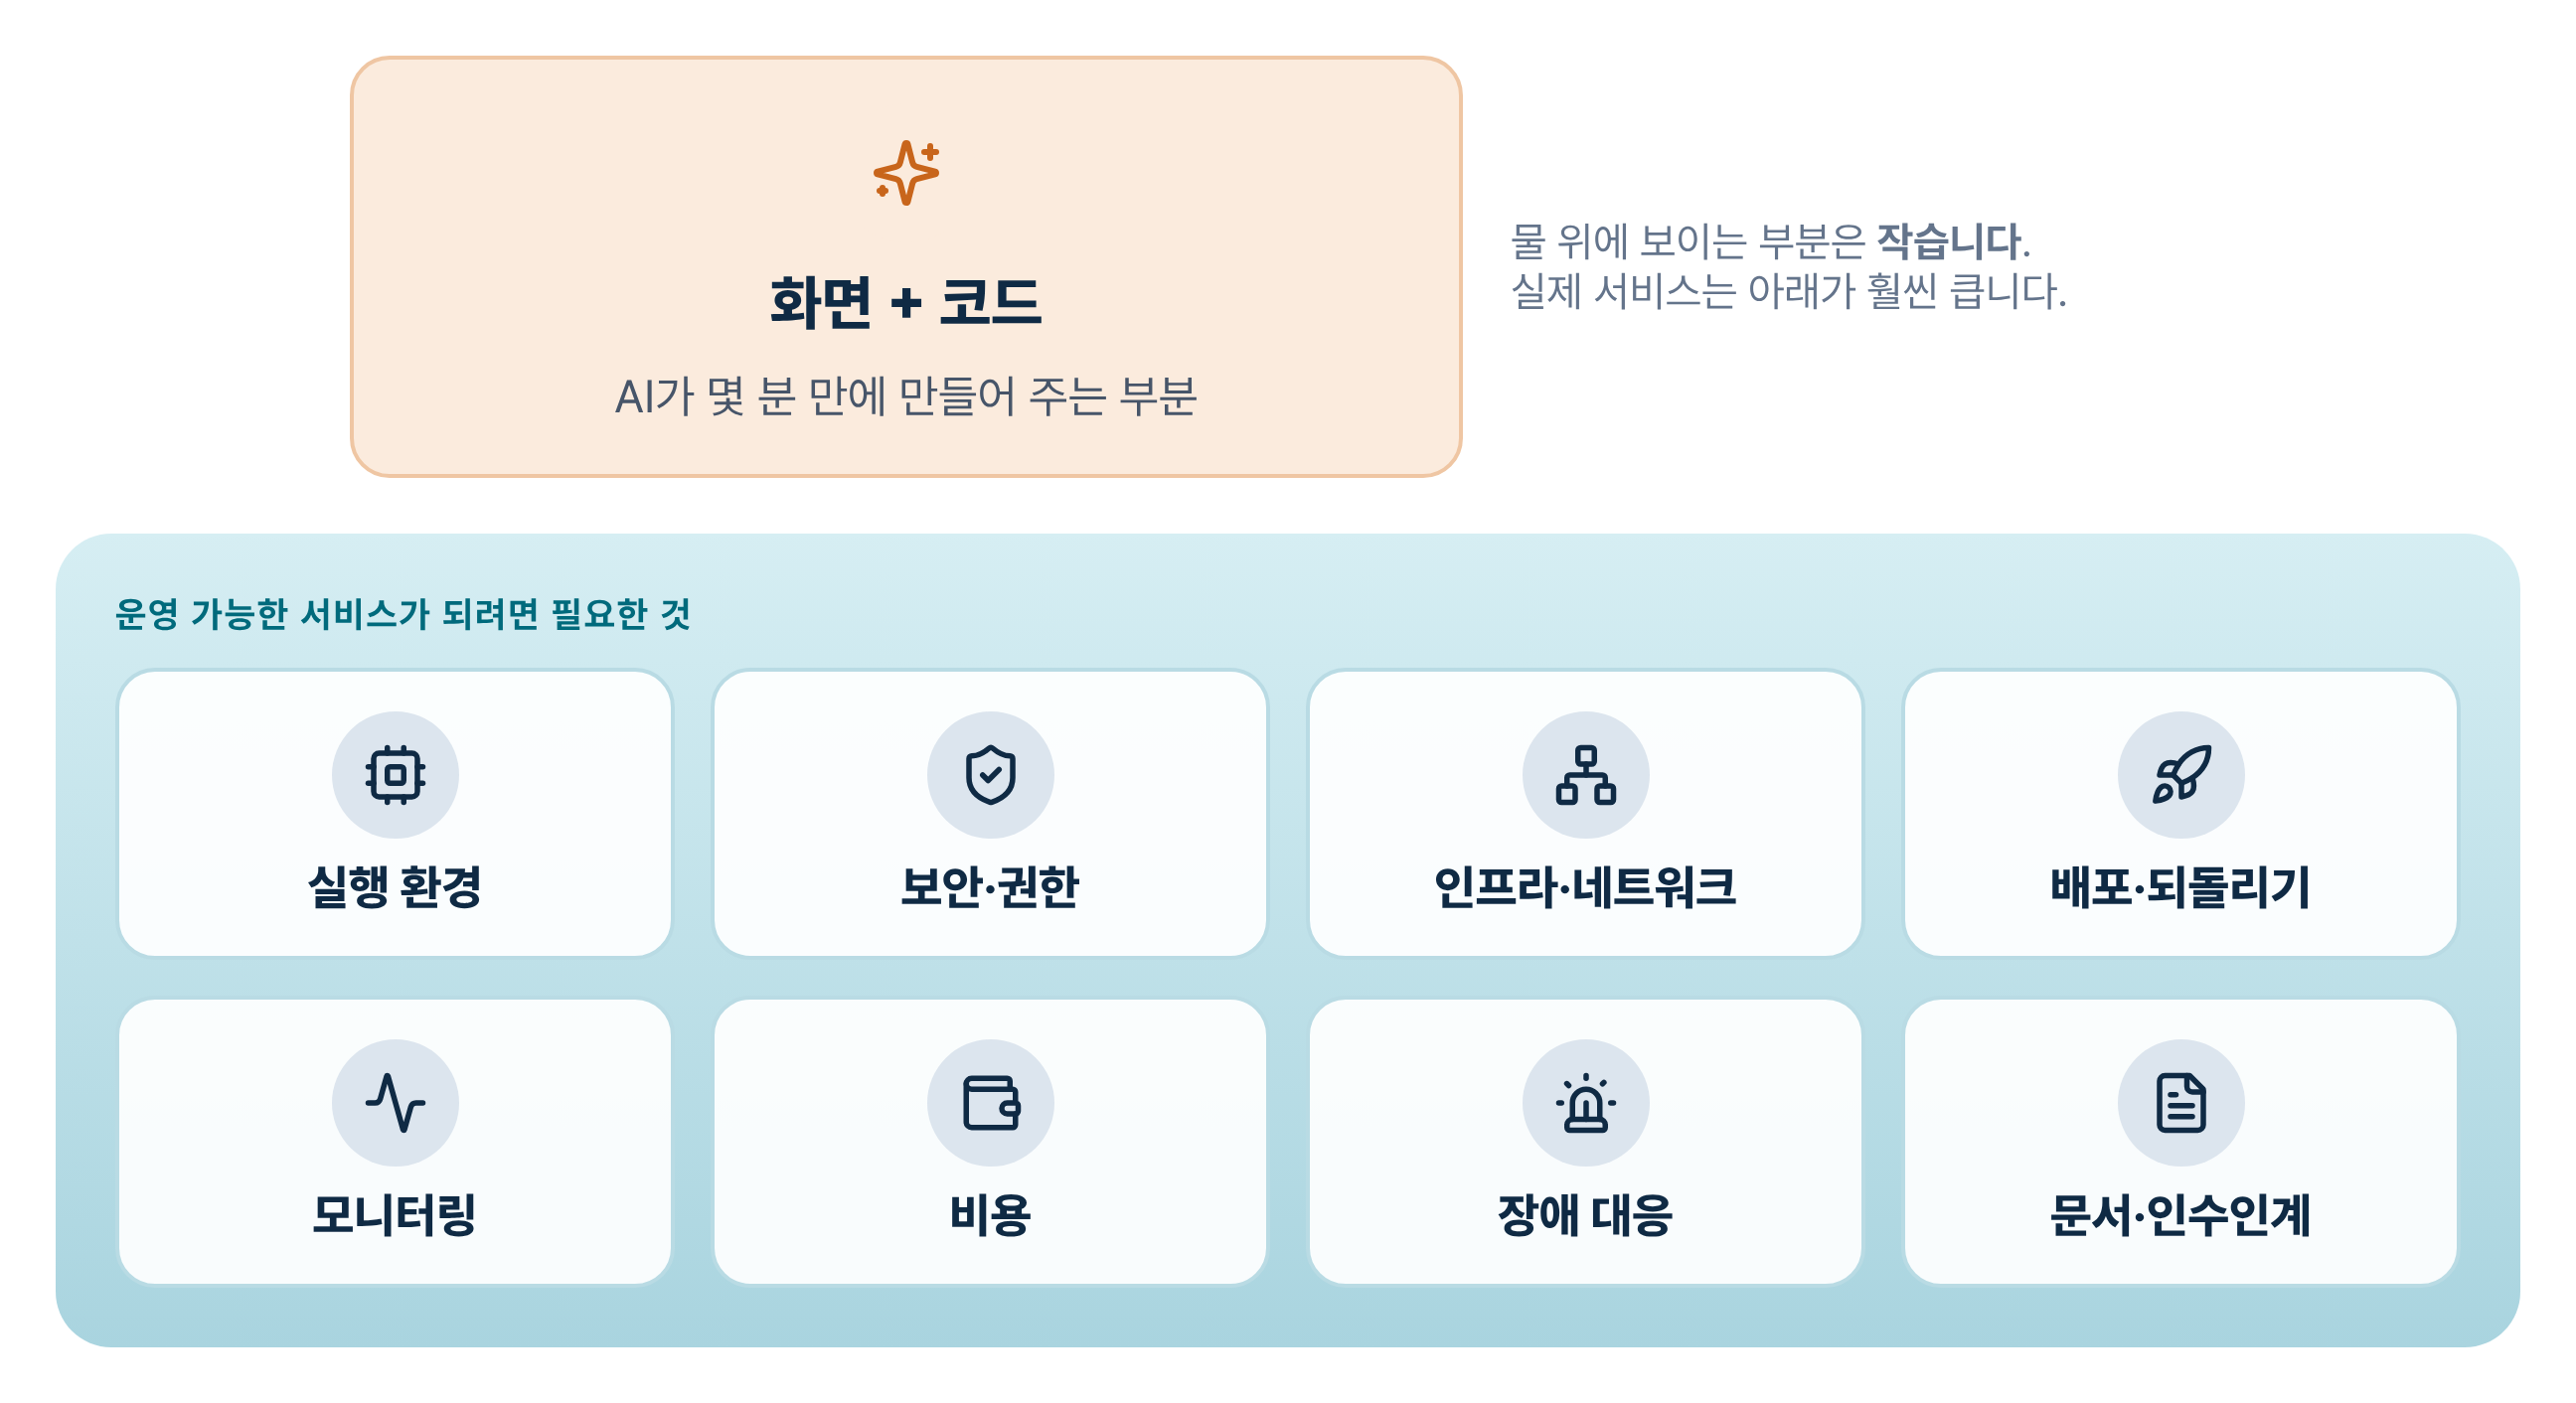 화면 + 코드
AI가 몇 분 만에 만들어 주는 부분
물 위에 보이는 부분은 작습니다.
실제 서비스는 아래가 훨씬 큽니다.
운영 가능한 서비스가 되려면 필요한 것
실행 환경
보안·권한
인프라·네트워크
배포·되돌리기
모니터링
비용
장애 대응
문서·인수인계